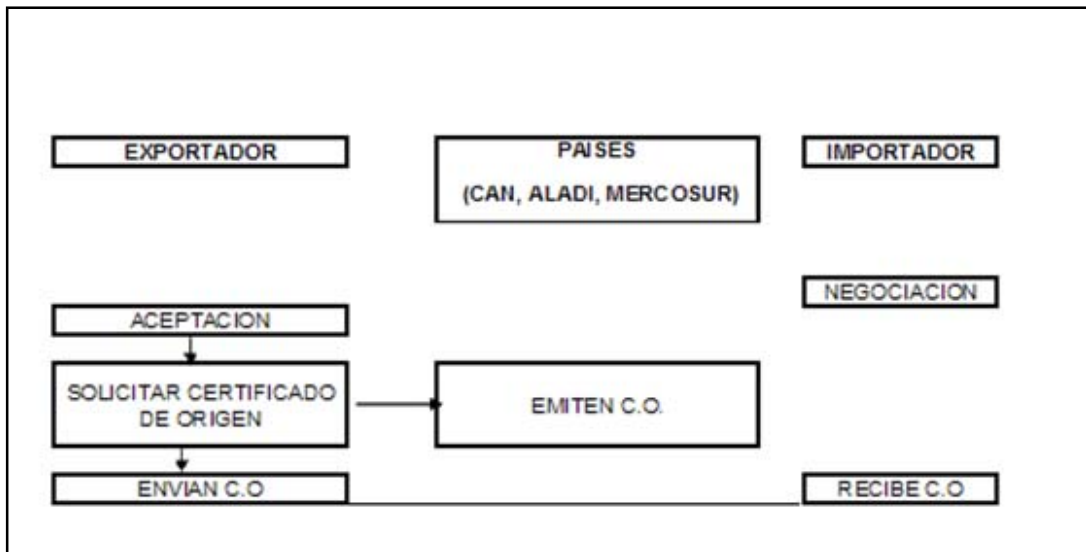 EXPORTADOR
PAISES
(CAN, ALADI, MERCOSUR)
IMPORTADOR
NEGOCIACION
ACEPTACION
SOLICITAR CERTIFICADO
DE ORIGEN
EMITEN C.O.
ENVIAN C.O
RECIBE C.O